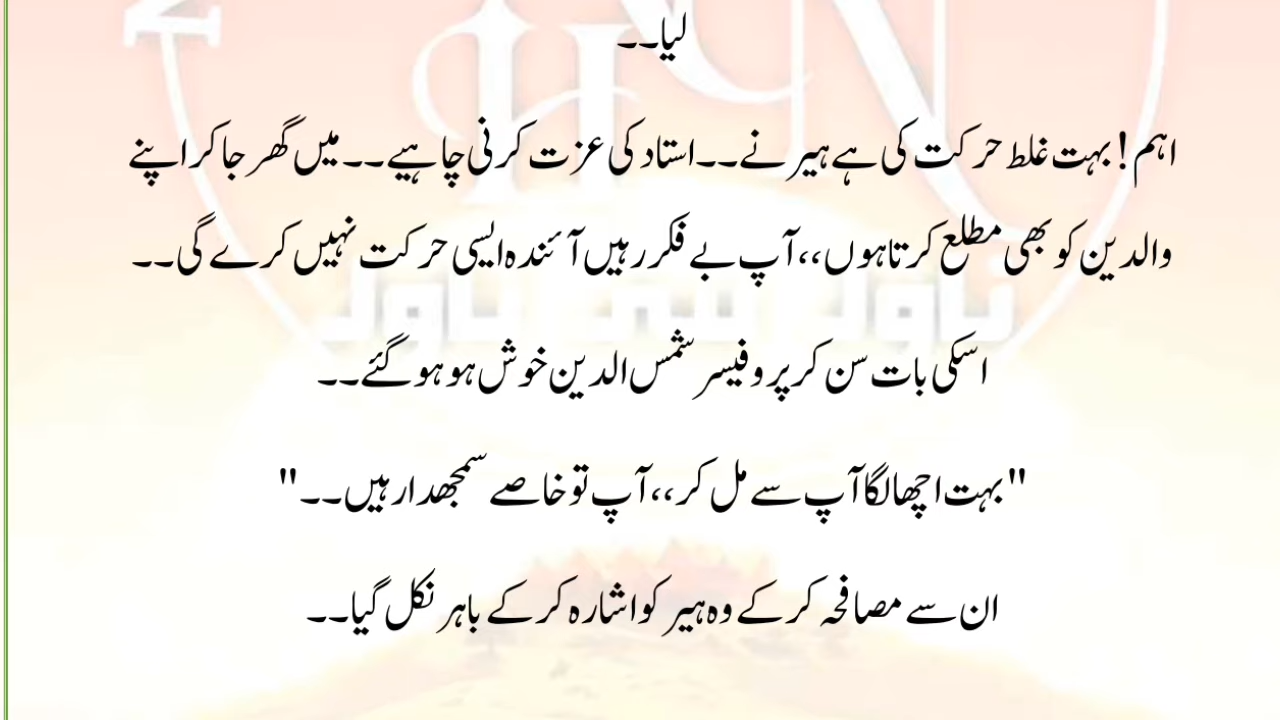 لیا۔۔
اہم! بہت غلط حرکت کی ہے ہیر نے۔۔استاد کی عزت کرنی چاہیے۔۔میں گھر جا کر اپنے
والدین کو بھی مطلع کرتا ہوں،،آپ بے فکر رہیں آئندہ ایسی حرکت نہیں کرے گی۔۔
اسکی بات سن کر پروفیسر شمس الدین خوش ہو ہو گئے۔۔
"بہت اچھا لگا آپ سے مل کر،،آپ تو خاصے سمجھدار ہیں۔۔"
ان سے مصافحہ کر کے وہ ہیر کو اشارہ کر کے باہر نکل گیا۔۔